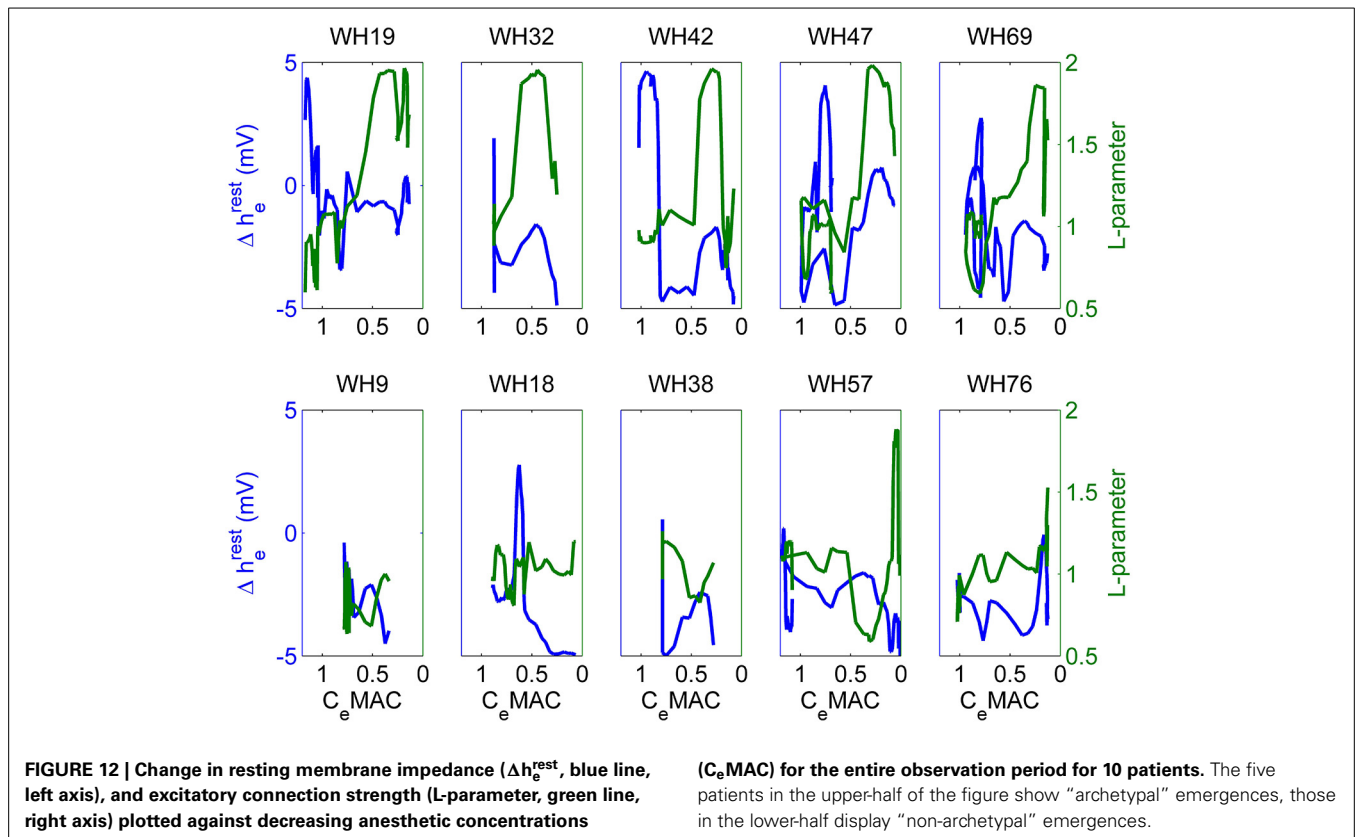 WH19 WH32 WH42 WH47 WH69
5
0
-5
Δ h_e^rest (mV)
2
1.5
1
0.5
L-parameter
1 0.5 0 1 0.5 0 1 0.5 0 1 0.5 0 1 0.5 0
WH9 WH18 WH38 WH57 WH76
5
0
-5
Δ h_e^rest (mV)
2
1.5
1
0.5
L-parameter
1 0.5 0 1 0.5 0 1 0.5 0 1 0.5 0 1 0.5 0
C_eMAC C_eMAC C_eMAC C_eMAC C_eMAC
FIGURE 12 | Change in resting membrane impedance (Δh_e^rest, blue line,
left axis), and excitatory connection strength (L-parameter, green line,
right axis) plotted against decreasing anesthetic concentrations
(C_eMAC) for the entire observation period for 10 patients. The five
patients in the upper-half of the figure show “archetypal” emergences, those
in the lower-half display “non-archetypal” emergences.